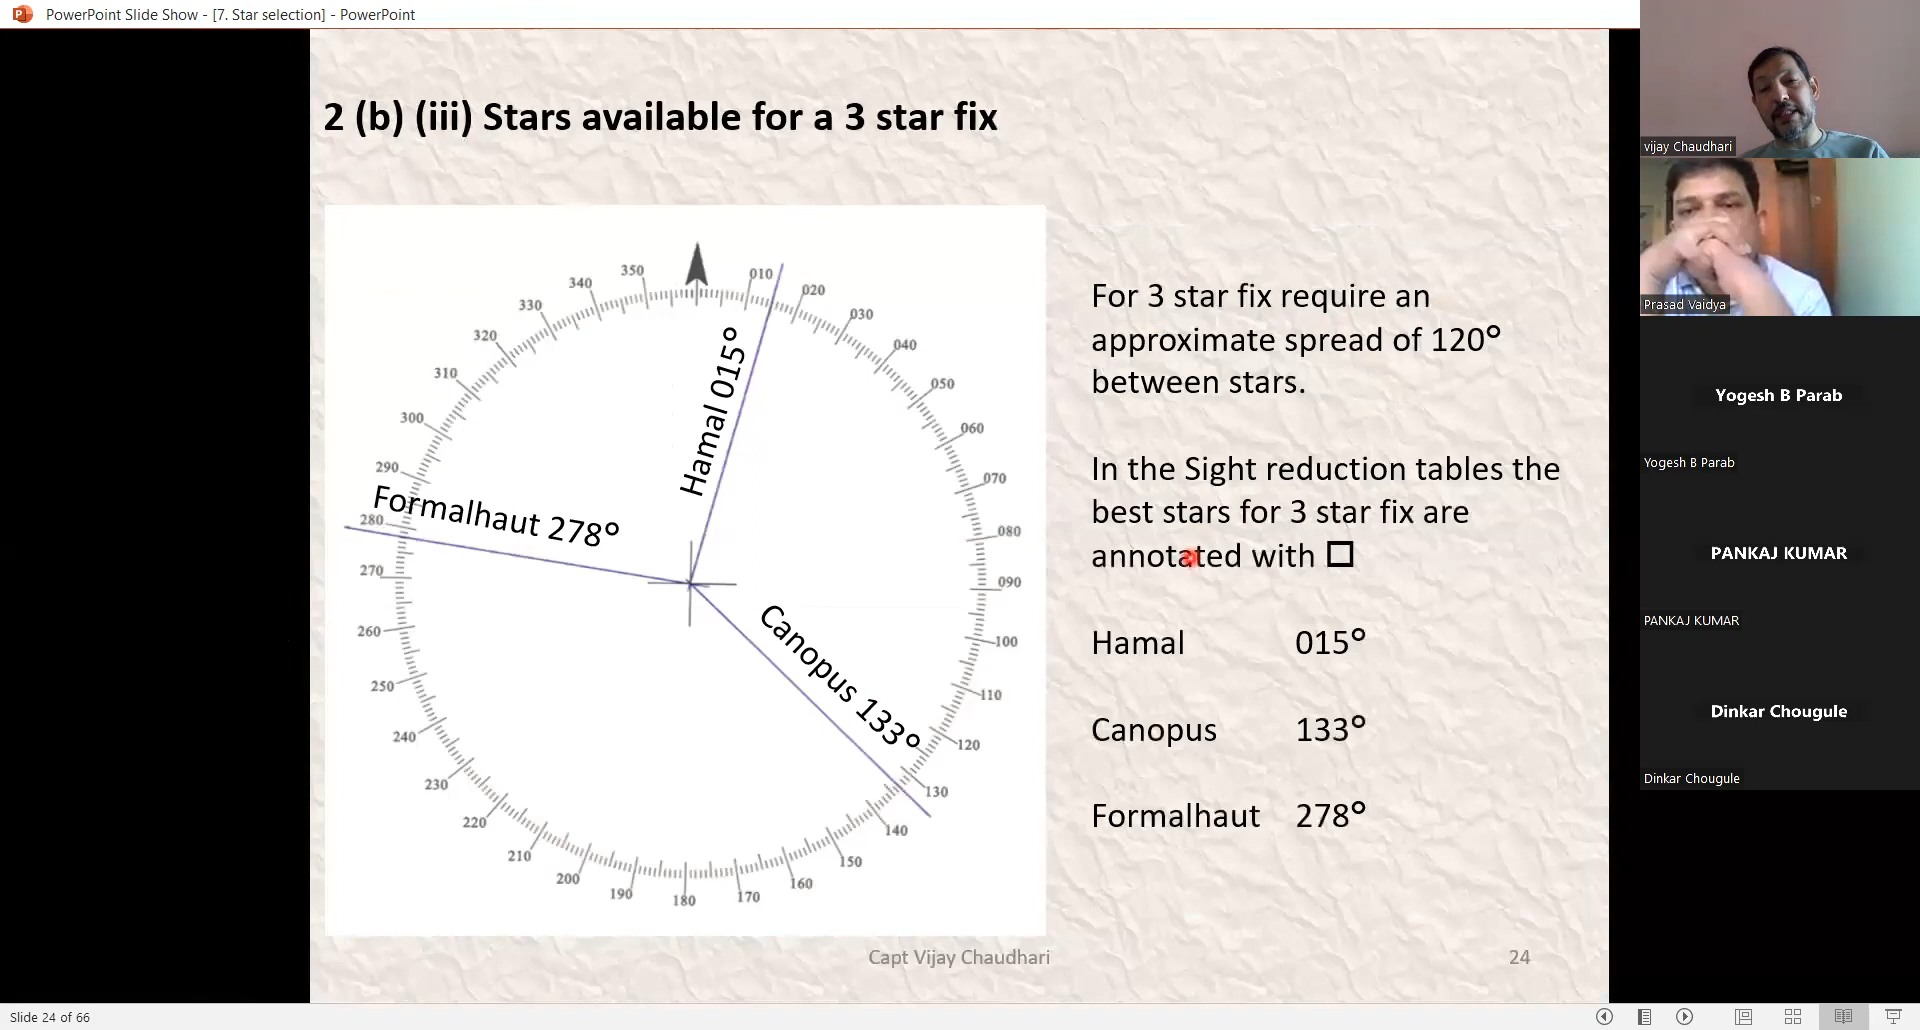 PowerPoint Slide Show - [7. Star selection] - PowerPoint
2 (b) (iii) Stars available for a 3 star fix
350
010
340
020
330
030
320
040
310
050
300
060
290
070
280
080
270
090
260
100
250
110
240
120
230
130
220
140
210
150
200
160
190
180
170
Hamal 015°
Formalhaut 278°
Canopus 133°
For 3 star fix require an
approximate spread of 120°
between stars.
In the Sight reduction tables the
best stars for 3 star fix are
annotated with □
Hamal 015°
Canopus 133°
Formalhaut 278°
Capt Vijay Chaudhari
24
vijay Chaudhari
Prasad Vaidya
Yogesh B Parab
Yogesh B Parab
PANKAJ KUMAR
PANKAJ KUMAR
Dinkar Chougule
Dinkar Chougule
Slide 24 of 66